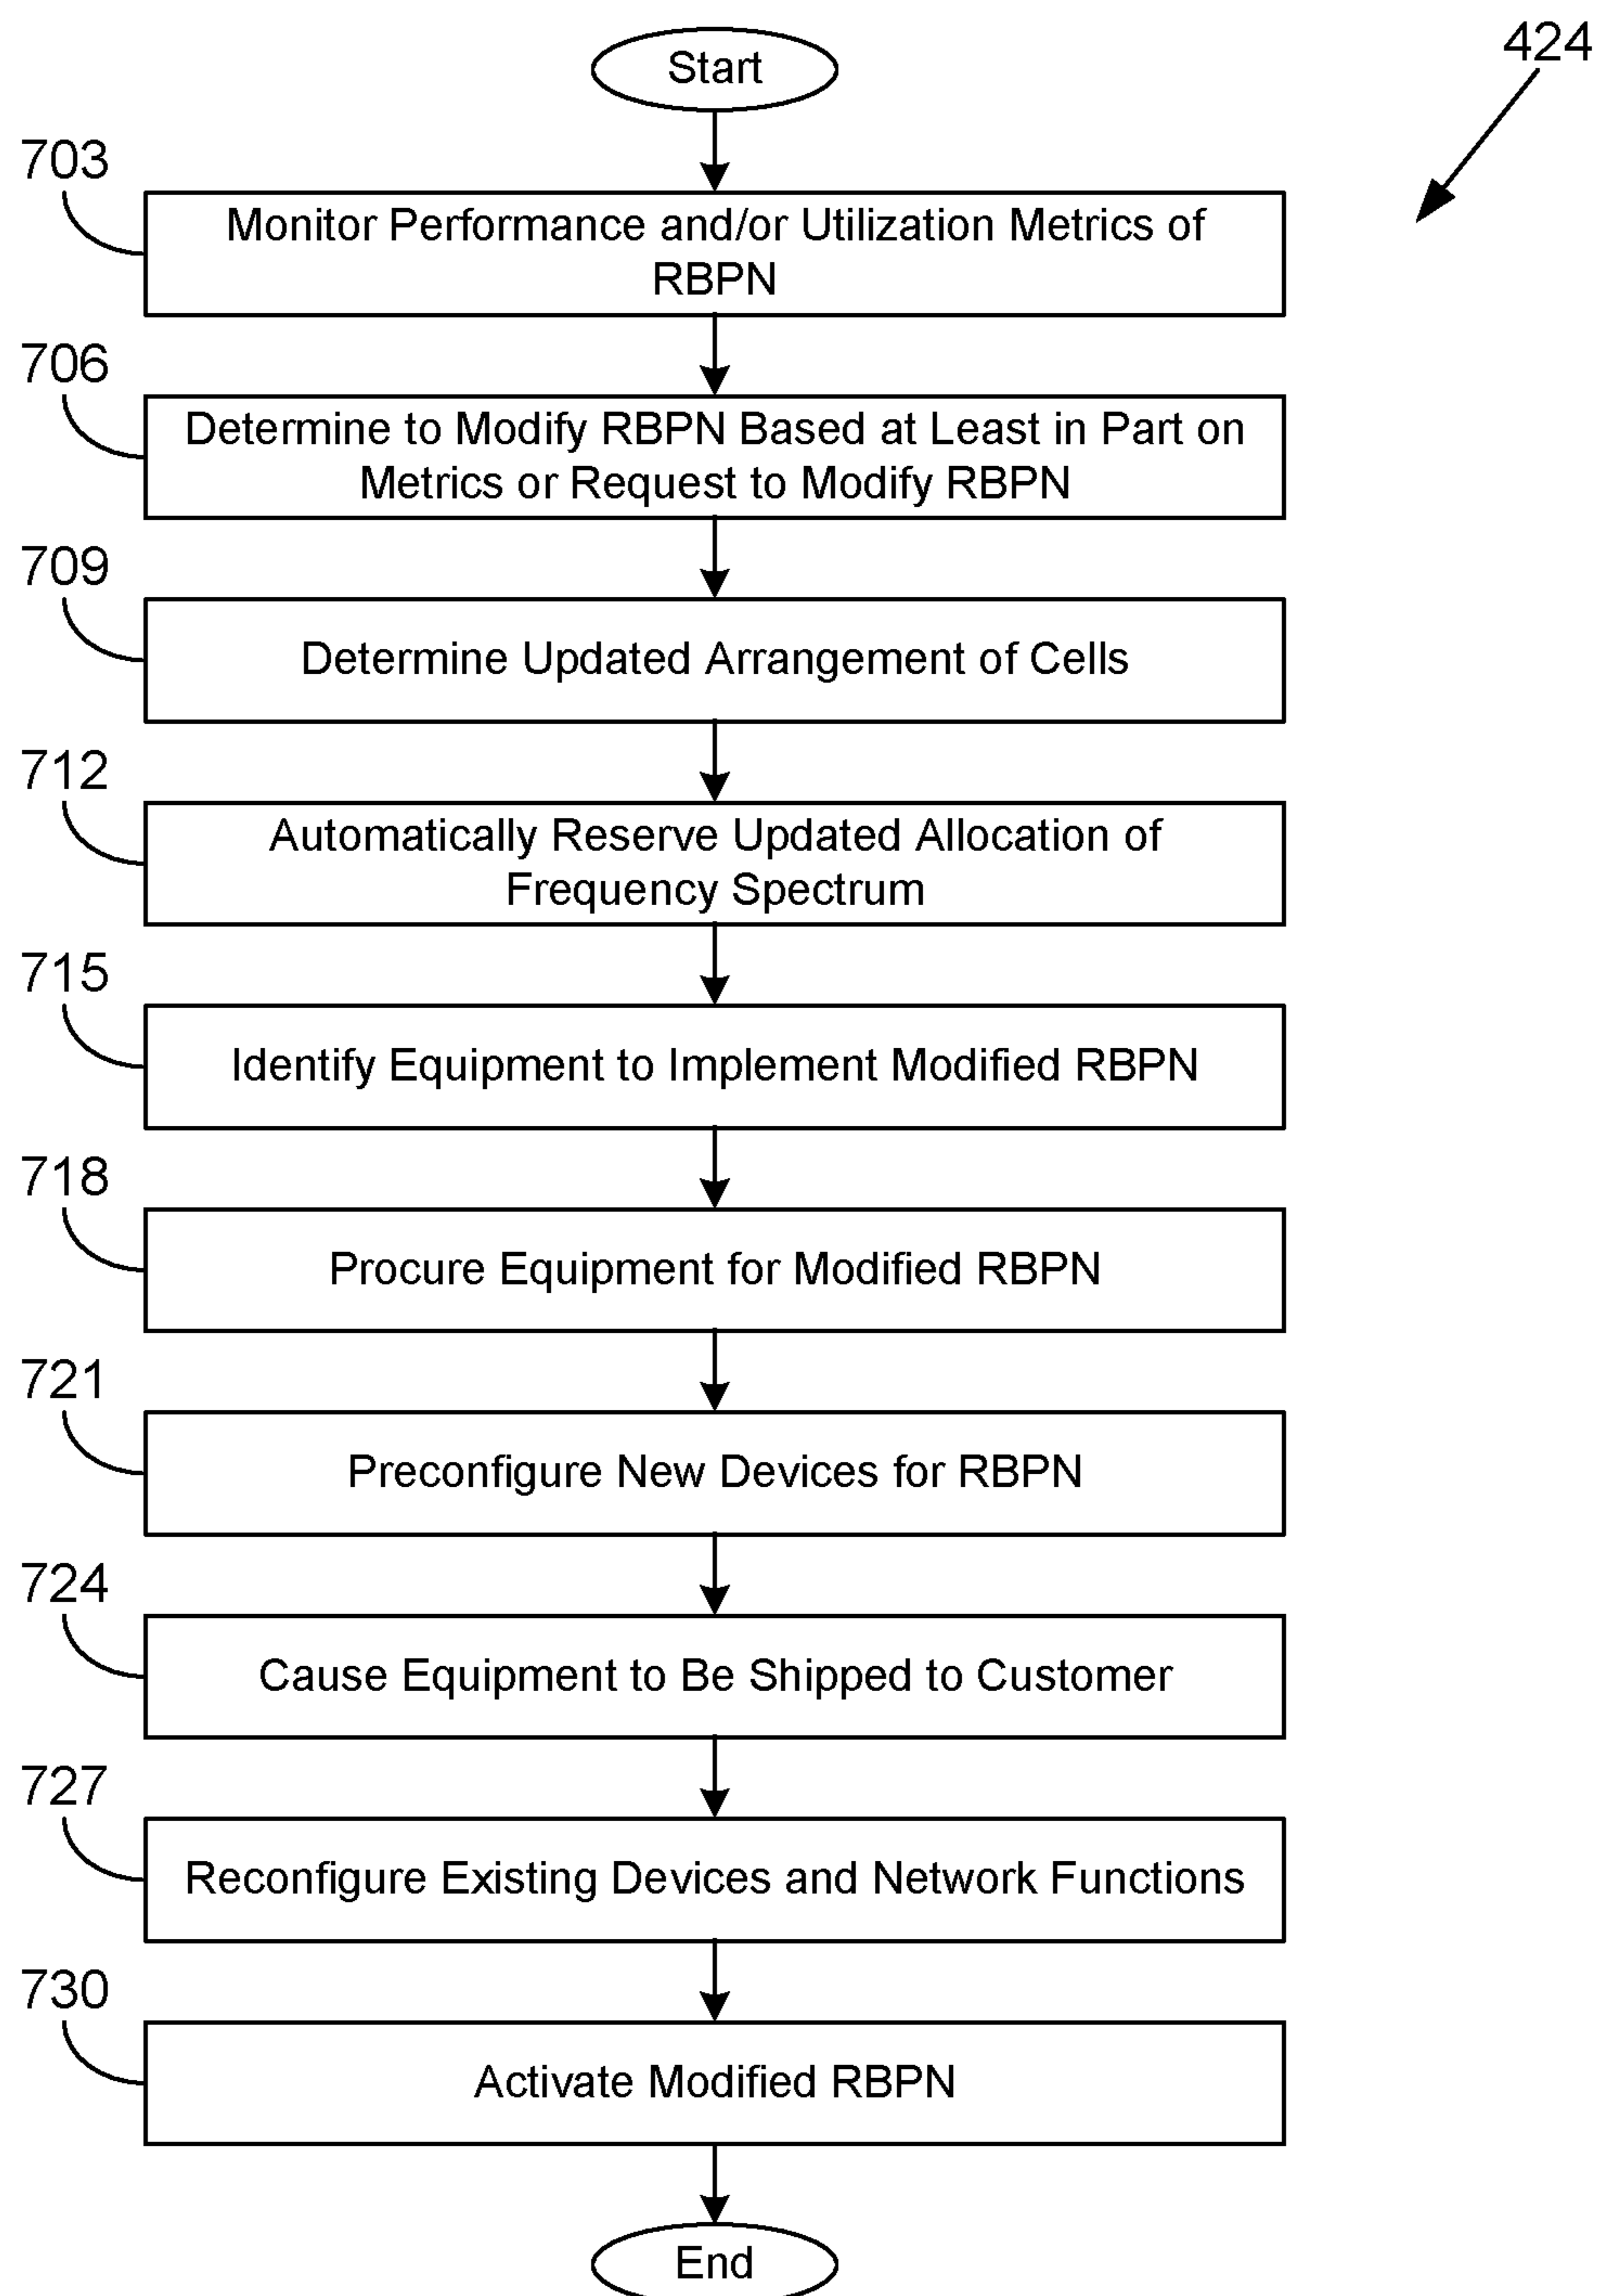 Start
424
703
Monitor Performance and/or Utilization Metrics of
RBPN
706
Determine to Modify RBPN Based at Least in Part on
Metrics or Request to Modify RBPN
709
Determine Updated Arrangement of Cells
712
Automatically Reserve Updated Allocation of
Frequency Spectrum
715
Identify Equipment to Implement Modified RBPN
718
Procure Equipment for Modified RBPN
721
Preconfigure New Devices for RBPN
724
Cause Equipment to Be Shipped to Customer
727
Reconfigure Existing Devices and Network Functions
730
Activate Modified RBPN
End